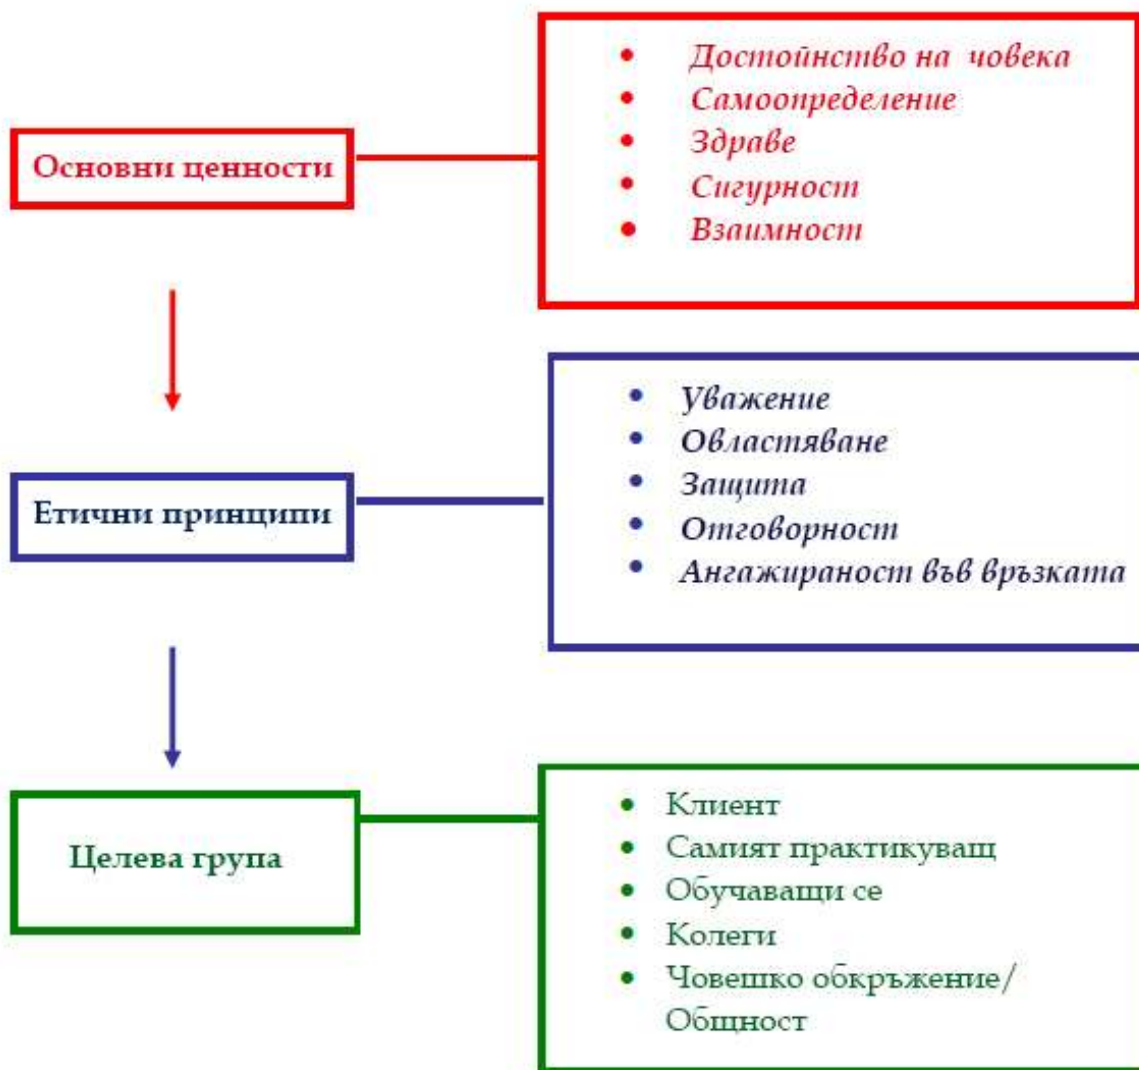 Основни ценности
• Достойнство на човека
• Самоопределение
• Здраве
• Сигурност
• Взаимност
Етични принципи
• Уважение
• Овластяване
• Защита
• Отговорност
• Ангажираност във връзката
Целева група
• Клиент
• Самият практикуващ
• Обучаващи се
• Колеги
• Човешко обкръжение/
Общност